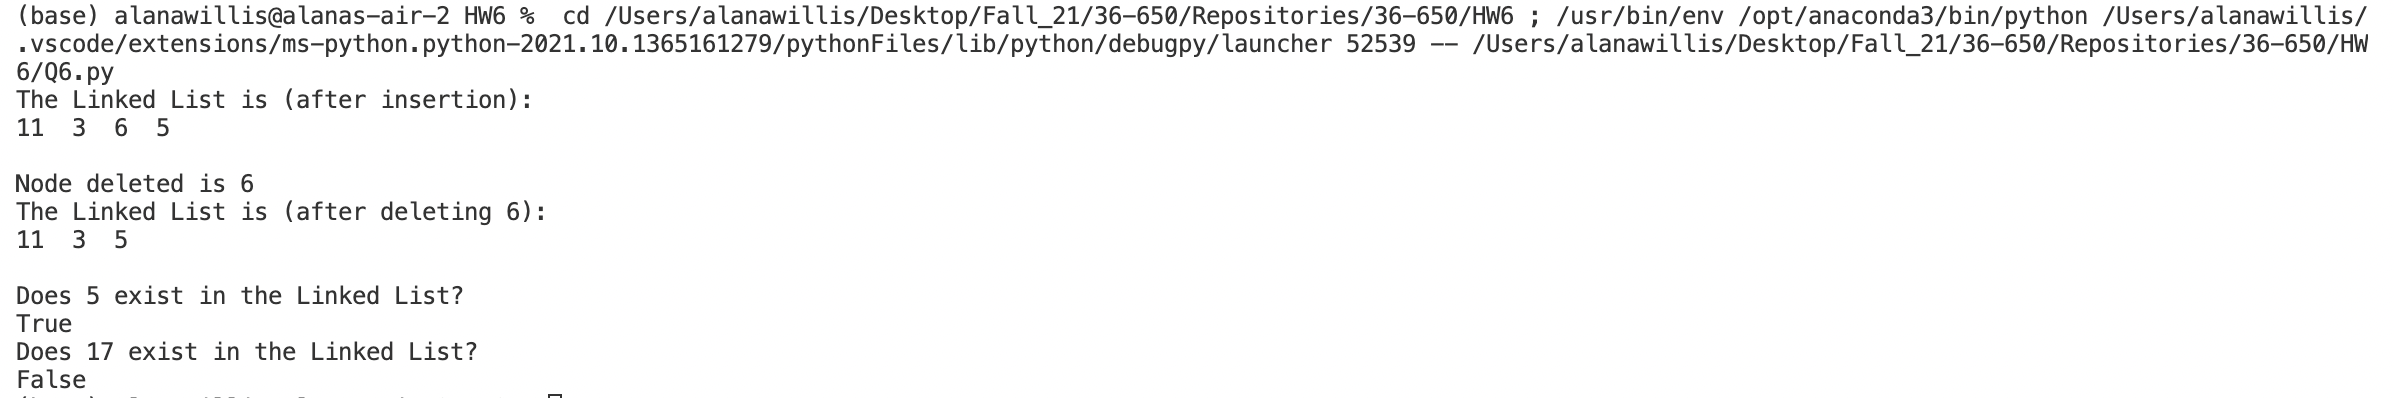 (base) alanawillis@alanas-air-2 HW6 %  cd /Users/alanawillis/Desktop/Fall_21/36-650/Repositories/36-650/HW6 ; /usr/bin/env /opt/anaconda3/bin/python /Users/alanawillis/
.vscode/extensions/ms-python.python-2021.10.1365161279/pythonFiles/lib/python/debugpy/launcher 52539 -- /Users/alanawillis/Desktop/Fall_21/36-650/Repositories/36-650/HW
6/Q6.py
The Linked List is (after insertion):
11  3  6  5
Node deleted is 6
The Linked List is (after deleting 6):
11  3  5
Does 5 exist in the Linked List?
True
Does 17 exist in the Linked List?
False